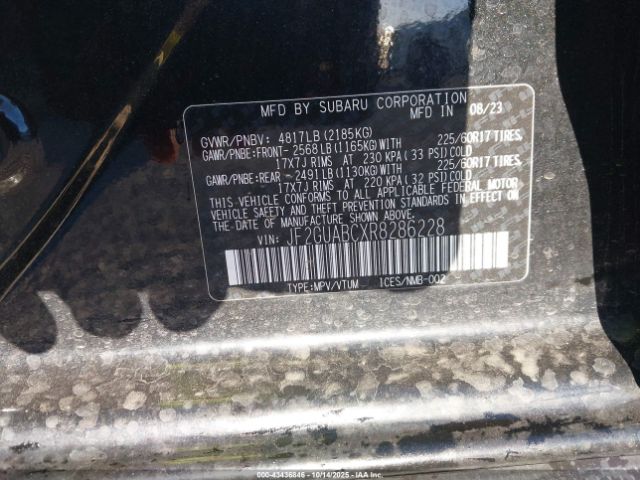 MFD BY SUBARU CORPORATION 08/23
MFD IN
GVWR/PNBV: 4817LB(2185KG)
GAWR/PNBE:FRONT- 2568LB(1165KG)WITH 225/60R17 TIRES,
17X7J RIMS AT 230 KPA(33 PSI)COLD
GAWR/PNBE:REAR - 2491LB(1130KG)WITH 225/60R17 TIRES,
17X7J RIMS AT 220 KPA(32 PSI)COLD
THIS VEHICLE CONFORMS TO ALL APPLICABLE FEDERAL MOTOR
VEHICLE SAFETY AND THEFT PREVENTION STANDARDS IN EFFECT ON
THE DATE OF MANUFACTURE SHOWN ABOVE.
VIN: JF2GUABCXR8286228
TYPE:MPV/VTUM ICES/NMB-002
000-43436846 10/14/2025 IAA Inc.